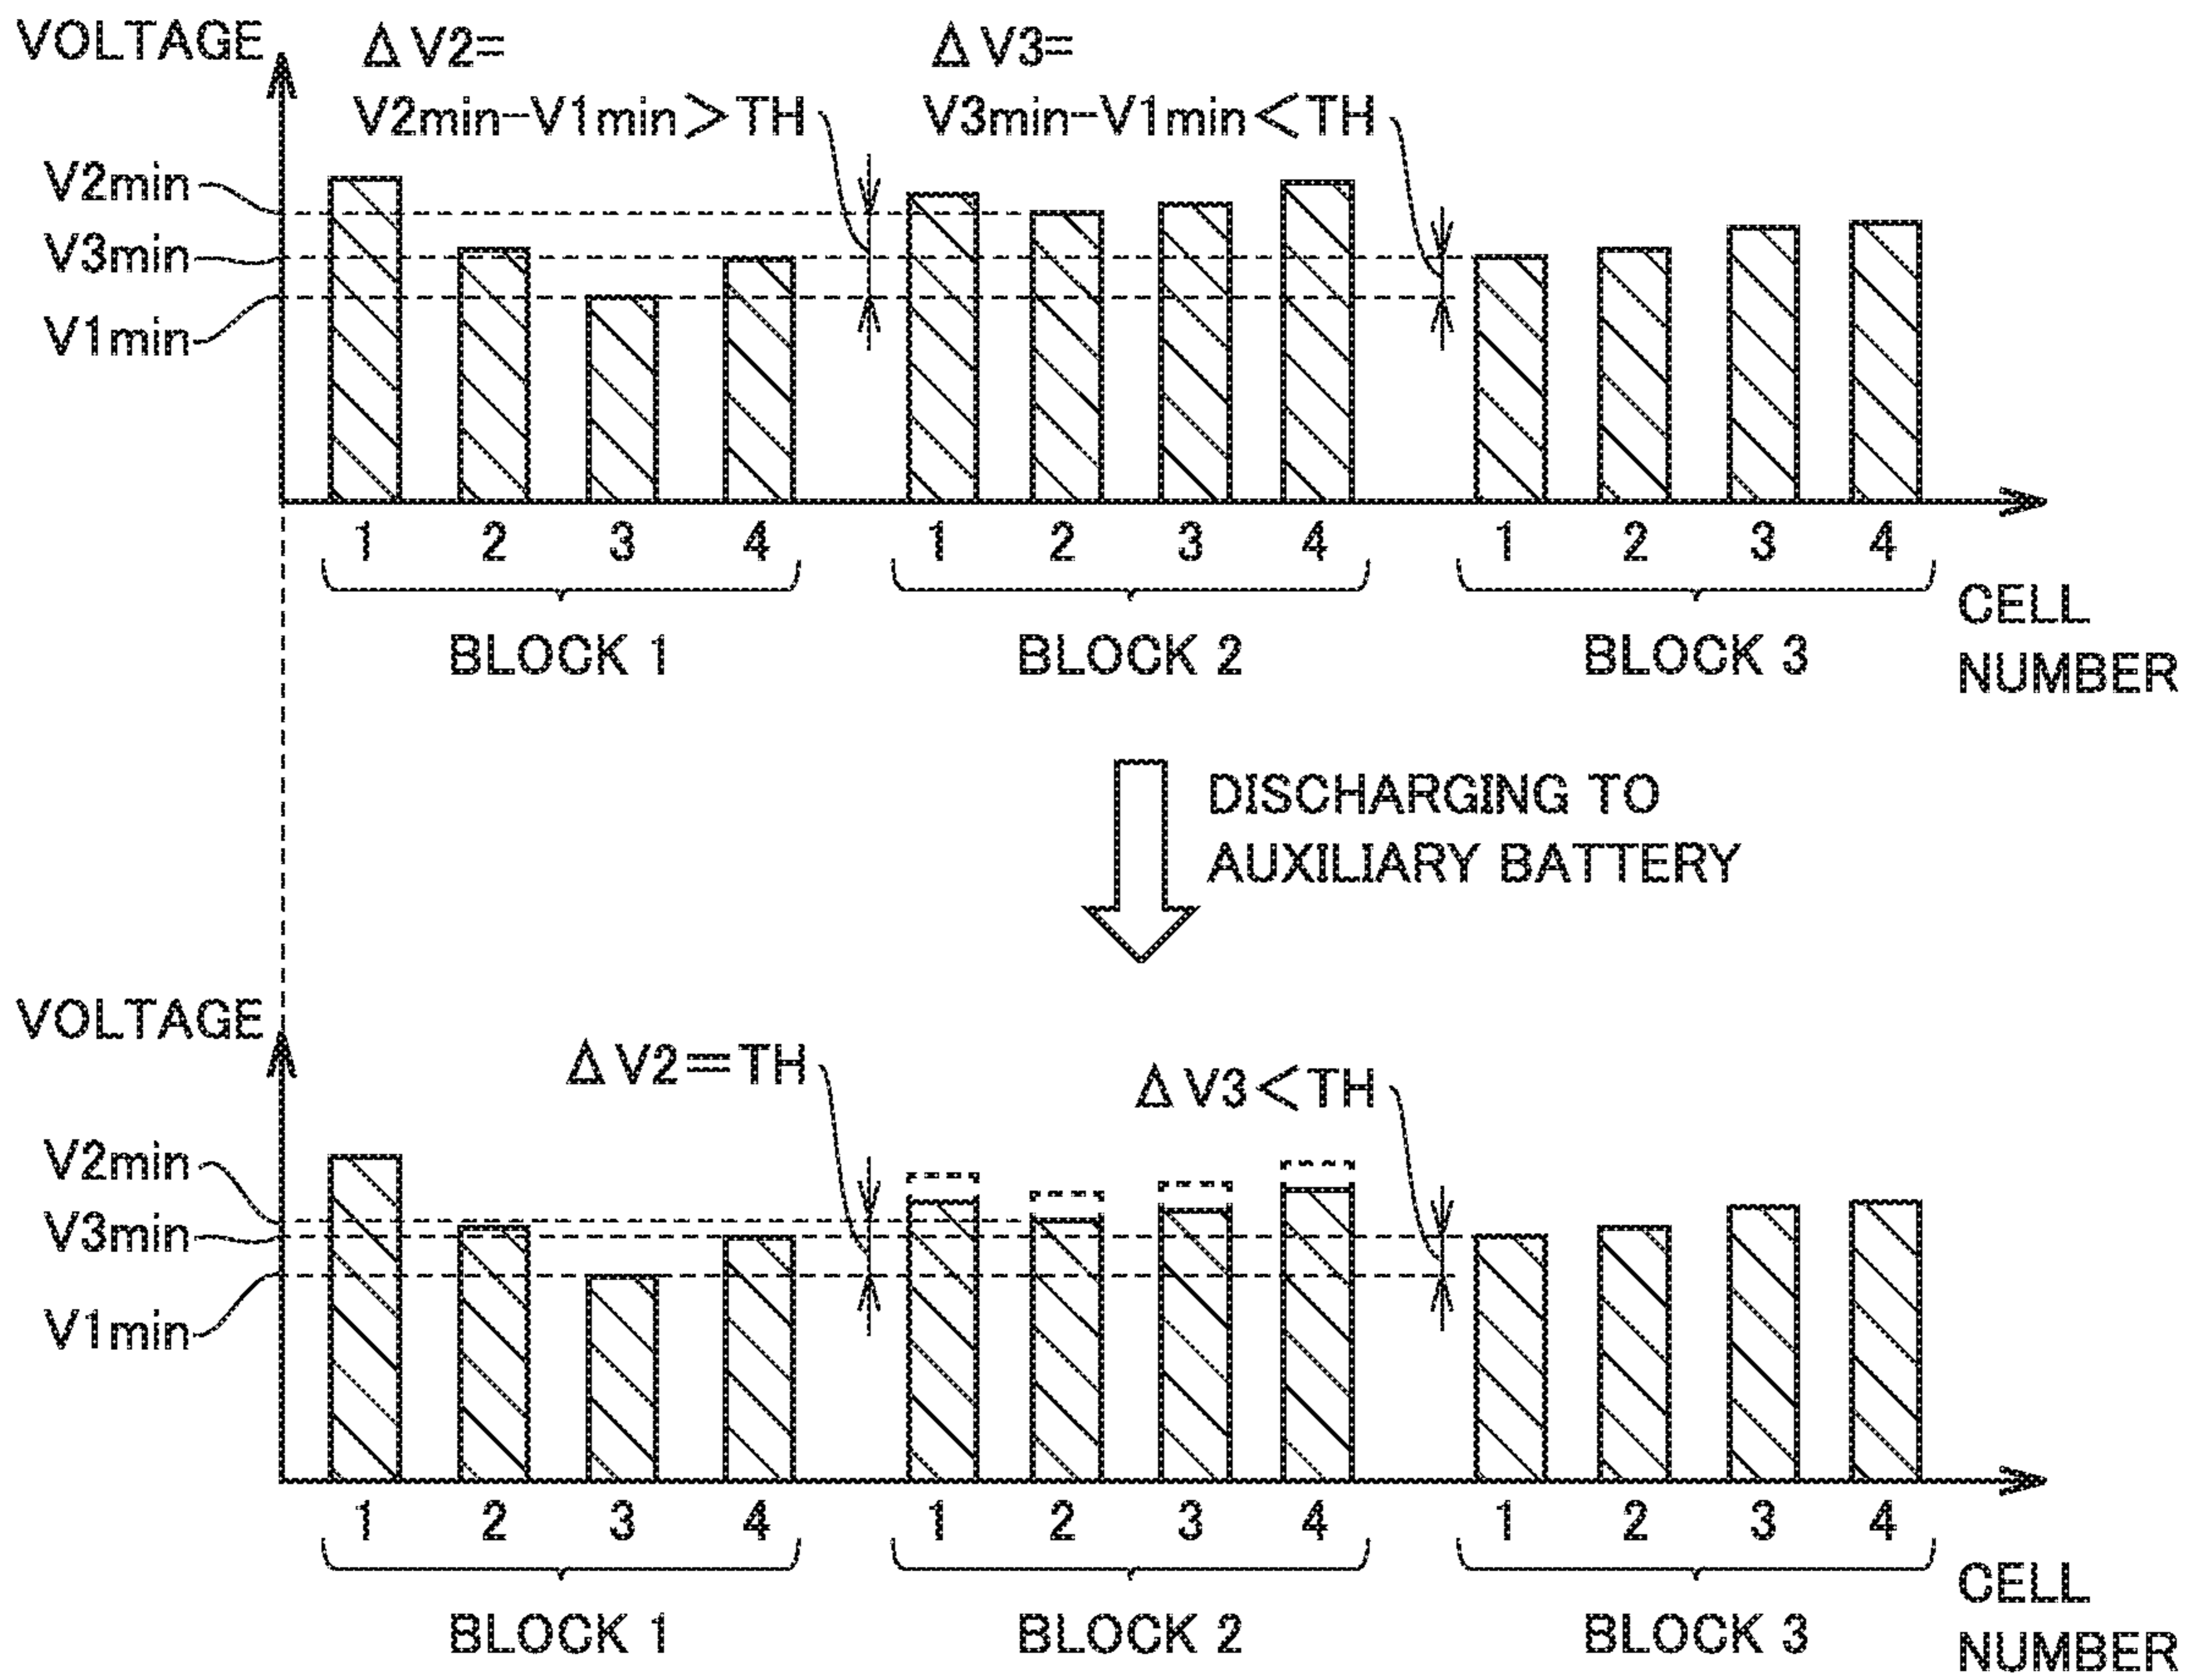 VOLTAGE
ΔV2=
V2min-V1min>TH
ΔV3=
V3min-V1min<TH
V2min
V3min
V1min
1 2 3 4 1 2 3 4 1 2 3 4
BLOCK 1 BLOCK 2 BLOCK 3
CELL
NUMBER
DISCHARGING TO
AUXILIARY BATTERY
VOLTAGE
ΔV2=TH
ΔV3<TH
V2min
V3min
V1min
1 2 3 4 1 2 3 4 1 2 3 4
BLOCK 1 BLOCK 2 BLOCK 3
CELL
NUMBER